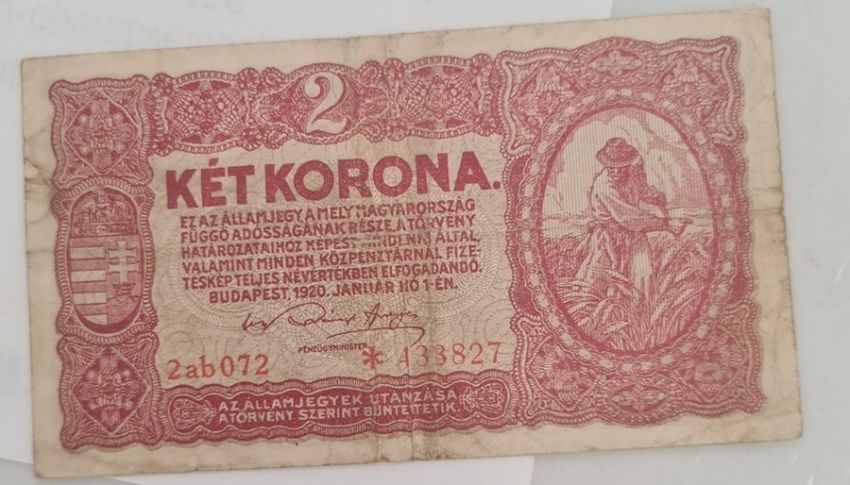 2
KÉT KORONA.
EZ AZ ÁLLAMJEGY, A MELY MAGYARORSZÁG
FÜGGŐ ADÓSSÁGÁNAK RÉSZE, A TÖRVÉNY
HATÁROZATAIHOZ KÉPEST MINDENKI ÁLTAL,
VALAMINT MINDEN KÖZPÉNZTÁRNÁL FIZE-
TÉSKÉP TELJES NÉVÉRTÉKBEN ELFOGADANDÓ.
BUDAPEST, 1920. JANUÁR HÓ 1-ÉN.
PÉNZÜGYMINISTER
2ab072 * 433827
AZ ÁLLAMJEGYEK UTÁNZÁSA
A TÖRVÉNY SZERINT BÜNTETTETIK.